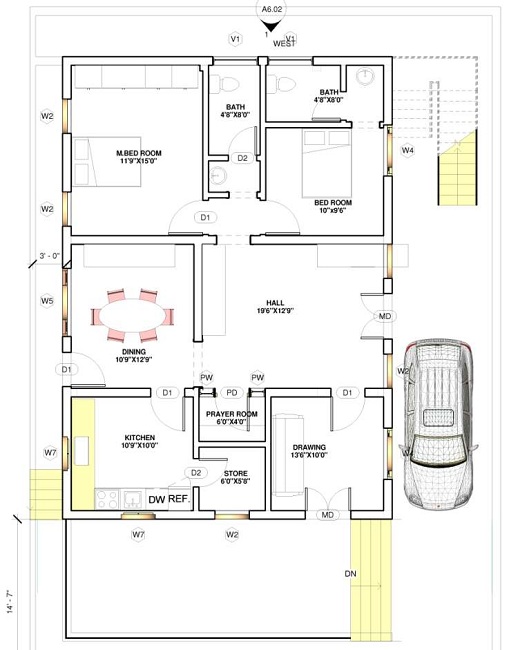 A6.02
1
V1
V1
WEST
BATH
4'8"X8'0"
BATH
4'8"X8'0"
W2
M.BED ROOM
11'9"X15'0"
D2
W4
BED ROOM
10"x9'6"
W2
D1
3' - 0"
W5
HALL
19'6"X12'9"
MD
DINING
10'9"X12'9"
D1
PW
PW
W2
D1
PD
D1
PRAYER ROOM
6'0"X4'0"
KITCHEN
10'9"X10'0"
DRAWING
13'6"X10'0"
W7
D2
STORE
6'0"X5'8"
DW
REF.
MD
W7
W2
DN
14' - 7"